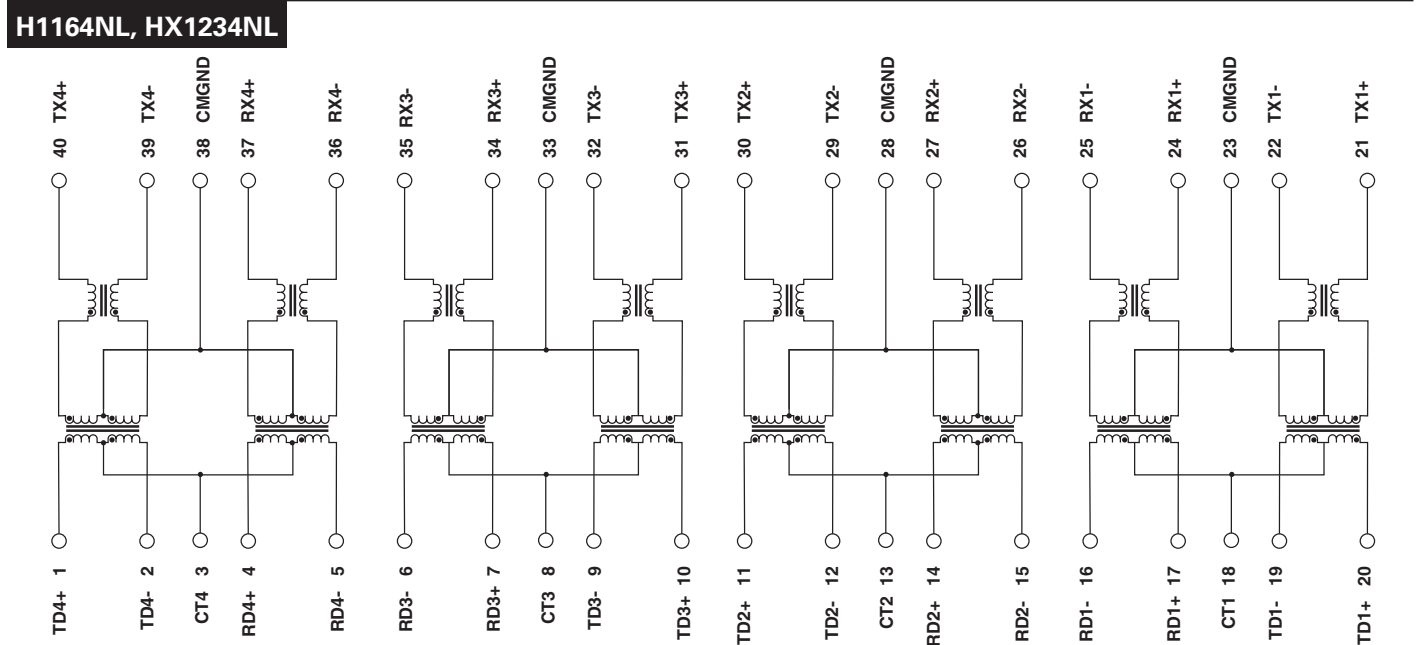 H1164NL, HX1234NL
40 TX4+
39 TX4-
38 CMGND
37 RX4+
36 RX4-
35 RX3-
34 RX3+
33 CMGND
32 TX3-
31 TX3+
30 TX2+
29 TX2-
28 CMGND
27 RX2+
26 RX2-
25 RX1-
24 RX1+
23 CMGND
22 TX1-
21 TX1+
TD4+ 1
TD4- 2
CT4 3
RD4+ 4
RD4- 5
RD3- 6
RD3+ 7
CT3 8
TD3- 9
TD3+ 10
TD2+ 11
TD2- 12
CT2 13
RD2+ 14
RD2- 15
RD1- 16
RD1+ 17
CT1 18
TD1- 19
TD1+ 20